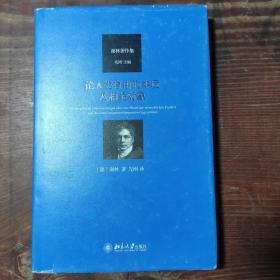 谢林著作集
先刚 主编
论人类自由的本质
及相关对象
[德] 谢林 著 先刚 译
北京大学出版社